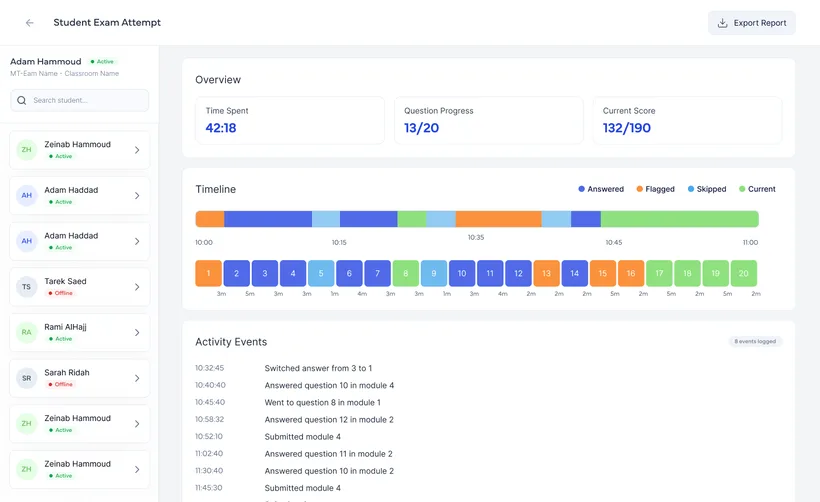 Student Exam Attempt
Export Report
Adam Hammoud
Active
MT-Eam Name - Classroom Name
Search student...
ZH
Zeinab Hammoud
Active
AH
Adam Haddad
Active
AH
Adam Haddad
Active
TS
Tarek Saed
Offline
RA
Rami AlHajj
Active
SR
Sarah Ridah
Offline
ZH
Zeinab Hammoud
Active
ZH
Zeinab Hammoud
Active
Overview
Time Spent
42:18
Question Progress
13/20
Current Score
132/190
Timeline
Answered Flagged Skipped Current
10:00 10:15 10:35 10:45 11:00
1 2 3 4 5 6 7 8 9 10 11 12 13 14 15 16 17 18 19 20
3m 5m 3m 3m 1m 4m 3m 3m 1m 3m 4m 2m 2m 2m 5m 2m 5m 2m 5m 2m
Activity Events
8 events logged
10:32:45 Switched answer from 3 to 1
10:40:40 Answered question 10 in module 4
10:45:40 Went to question 8 in module 1
10:58:32 Answered question 12 in module 2
10:52:10 Submitted module 4
11:02:40 Answered question 11 in module 2
11:30:40 Answered question 10 in module 2
11:45:30 Submitted module 4